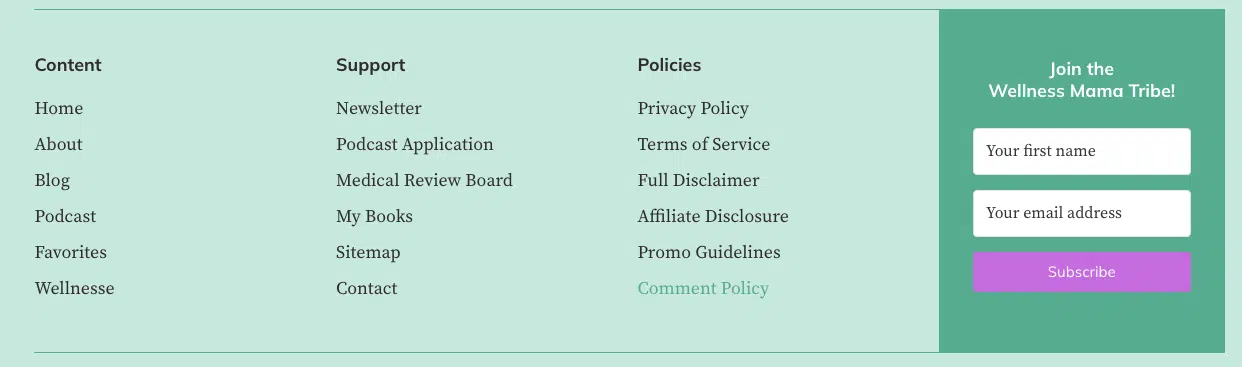 Content
Home
About
Blog
Podcast
Favorites
Wellnesse
Support
Newsletter
Podcast Application
Medical Review Board
My Books
Sitemap
Contact
Policies
Privacy Policy
Terms of Service
Full Disclaimer
Affiliate Disclosure
Promo Guidelines
Comment Policy
Join the
Wellness Mama Tribe!
Your first name
Your email address
Subscribe